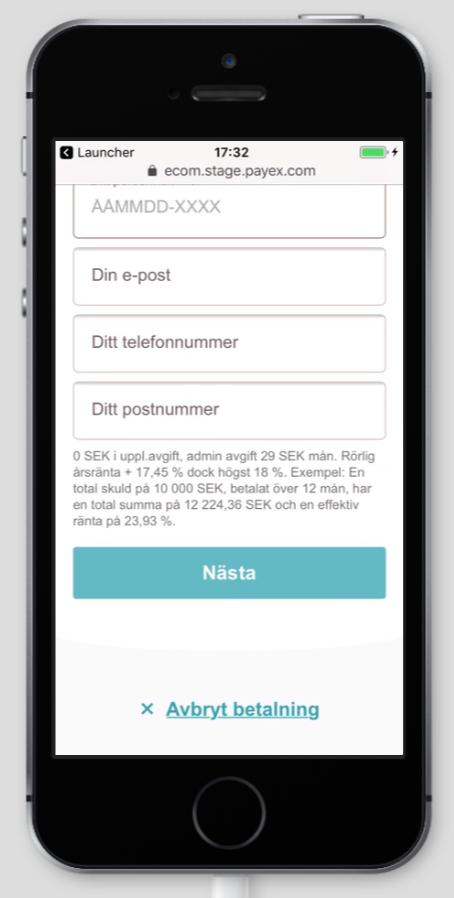 Launcher
17:32
ecom.stage.payex.com
ÅÅMMDD-XXXX
Din e-post
Ditt telefonnummer
Ditt postnummer
0 SEK i uppl.avgift, admin avgift 29 SEK mån. Rörlig
årsränta + 17,45 % dock högst 18 %. Exempel: En
total skuld på 10 000 SEK, betalat över 12 mån, har
en total summa på 12 224,36 SEK och en effektiv
ränta på 23,93 %.
Nästa
× Avbryt betalning